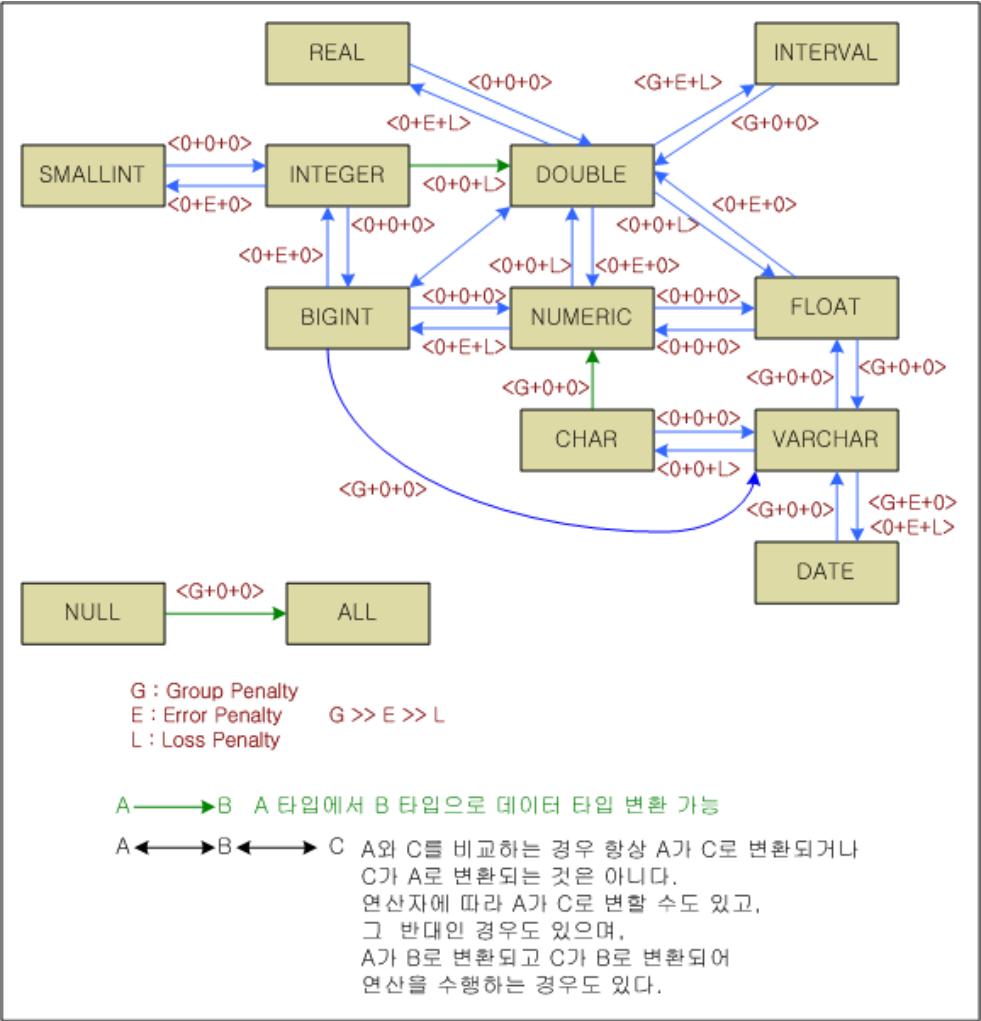 REAL
INTERVAL
<0+0+0>
<G+E+L>
<0+E+L>
<G+0+0>
<0+0+0>
SMALLINT
INTEGER
DOUBLE
<0+0+L>
<0+E+0>
<0+E+0>
<0+0+0>
<0+0+L>
<0+E+0>
<0+0+L>
<0+E+0>
BIGINT
<0+0+0>
NUMERIC
<0+0+0>
FLOAT
<0+E+L>
<0+0+0>
<G+0+0>
<G+0+0>
<G+0+0>
CHAR
<0+0+0>
VARCHAR
<0+0+L>
<G+0+0>
<G+0+0>
<G+E+0>
<0+E+L>
DATE
NULL
<G+0+0>
ALL
G : Group Penalty
E : Error Penalty G >> E >> L
L : Loss Penalty
A B A 타입에서 B 타입으로 데이터 타입 변환 가능
A B C A와 C를 비교하는 경우 항상 A가 C로 변환되거나
C가 A로 변환되는 것은 아니다.
연산자에 따라 A가 C로 변할 수도 있고,
그 반대인 경우도 있으며,
A가 B로 변환되고 C가 B로 변환되어
연산을 수행하는 경우도 있다.